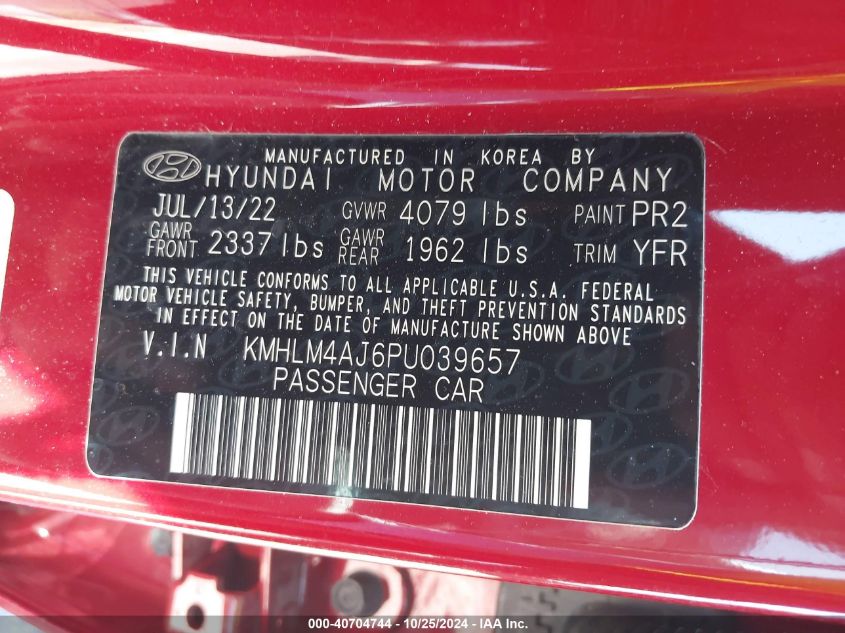 MANUFACTURED IN KOREA BY
HYUNDAI MOTOR COMPANY
JUL/13/22 GVWR 4079 lbs PAINT PR2
GAWR FRONT 2337 lbs GAWR REAR 1962 lbs TRIM YFR
THIS VEHICLE CONFORMS TO ALL APPLICABLE U.S.A. FEDERAL
MOTOR VEHICLE SAFETY, BUMPER, AND THEFT PREVENTION STANDARDS
IN EFFECT ON THE DATE OF MANUFACTURE SHOWN ABOVE
V.I.N KMHLM4AJ6PU039657
PASSENGER CAR
000-40704744 - 10/25/2024 - IAA Inc.